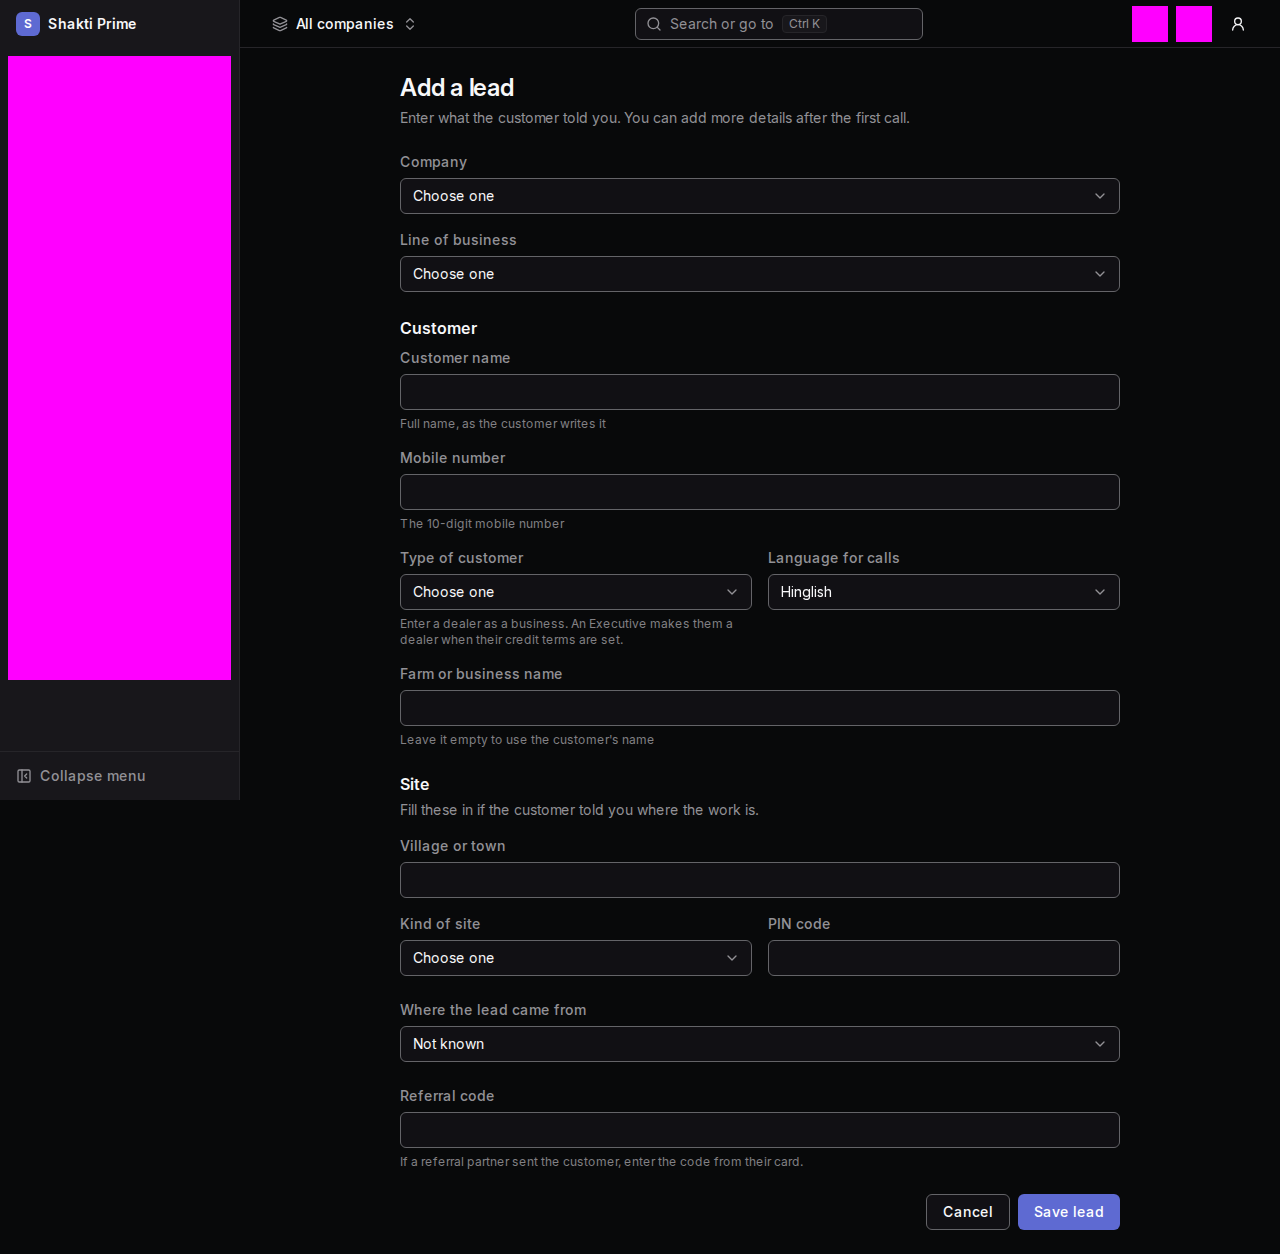 S Shakti Prime
All companies
Search or go to Ctrl K
Add a lead
Enter what the customer told you. You can add more details after the first call.
Company
Choose one
Line of business
Choose one
Customer
Customer name
Full name, as the customer writes it
Mobile number
The 10-digit mobile number
Type of customer
Language for calls
Choose one
Hinglish
Enter a dealer as a business. An Executive makes them a
dealer when their credit terms are set.
Farm or business name
Leave it empty to use the customer's name
Site
Fill these in if the customer told you where the work is.
Village or town
Kind of site
PIN code
Choose one
Where the lead came from
Not known
Referral code
If a referral partner sent the customer, enter the code from their card.
Cancel
Save lead
Collapse menu